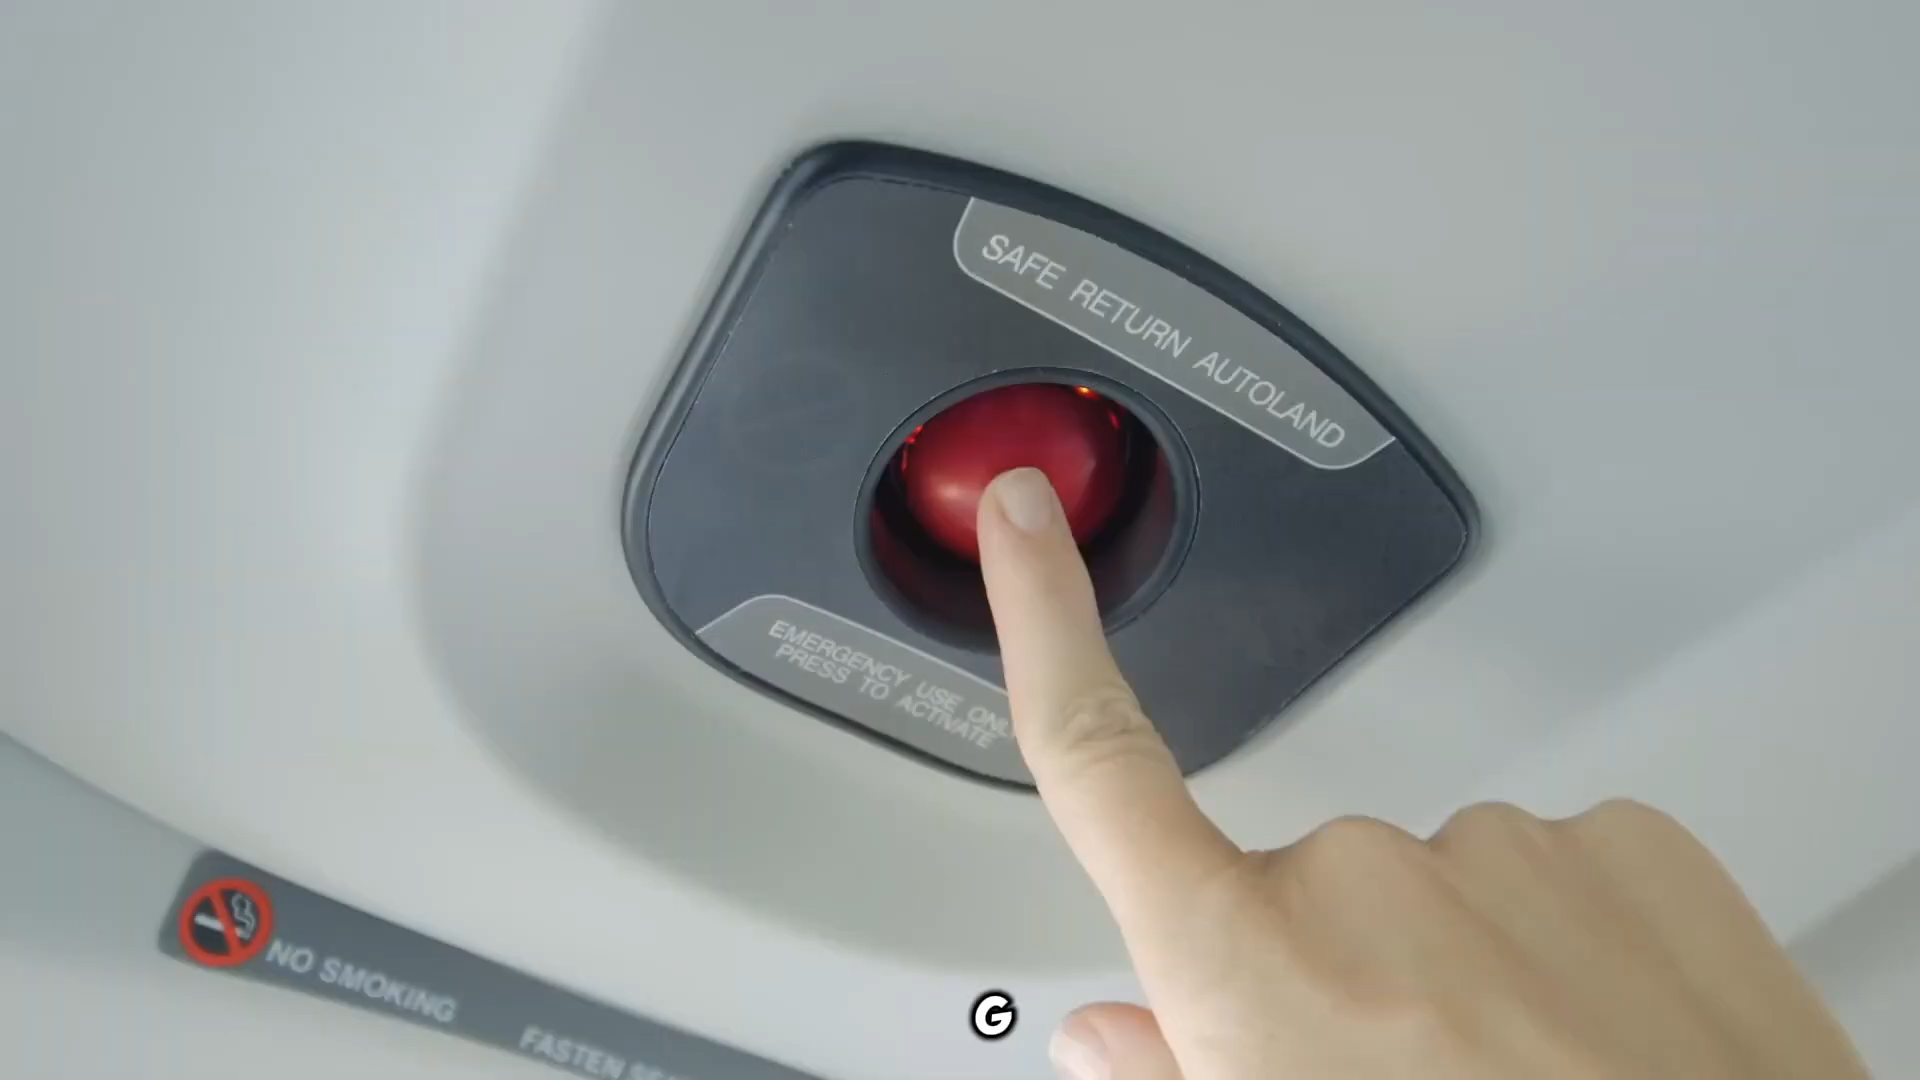 SAFE RETURN AUTOLAND
EMERGENCY USE ONLY
PRESS TO ACTIVATE
NO SMOKING
FASTEN
G